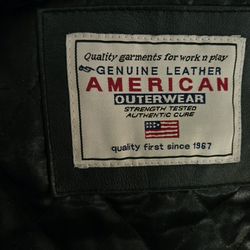 Quality garments for work n play
GENUINE LEATHER
AMERICAN
OUTERWEAR
STRENGTH TESTED
AUTHENTIC CURE
quality first since 1967